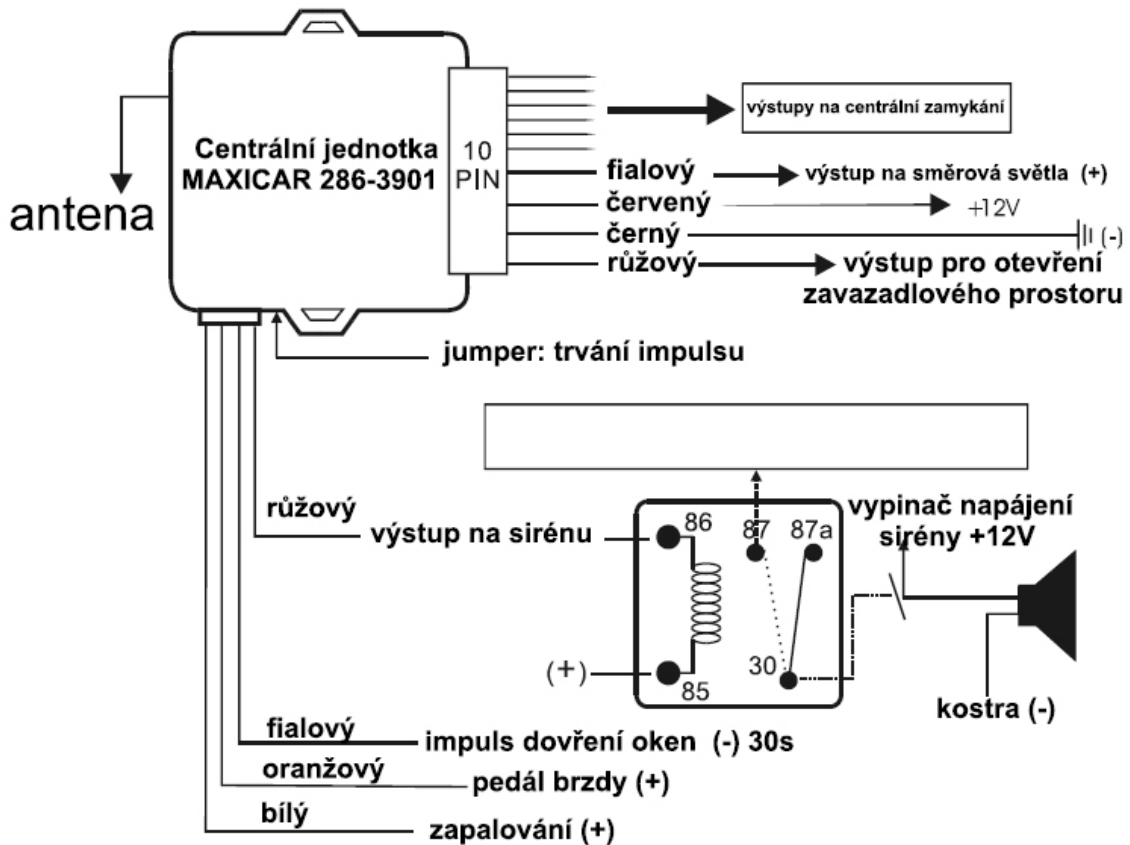 Centrální jednotka
MAXICAR 286-3901
10
PIN
antena
výstupy na centrální zamykání
fialový
výstup na směrová světla (+)
červený
+12V
černý
(-)
růžový
výstup pro otevření
zavazadlového prostoru
jumper: trvání impulsu
růžový
výstup na sirénu
86
87
87a
vypinač napájení
sirény +12V
30
(+)
85
kostra (-)
fialový
impuls dovření oken (-) 30s
oranžový
pedál brzdy (+)
bílý
zapalování (+)